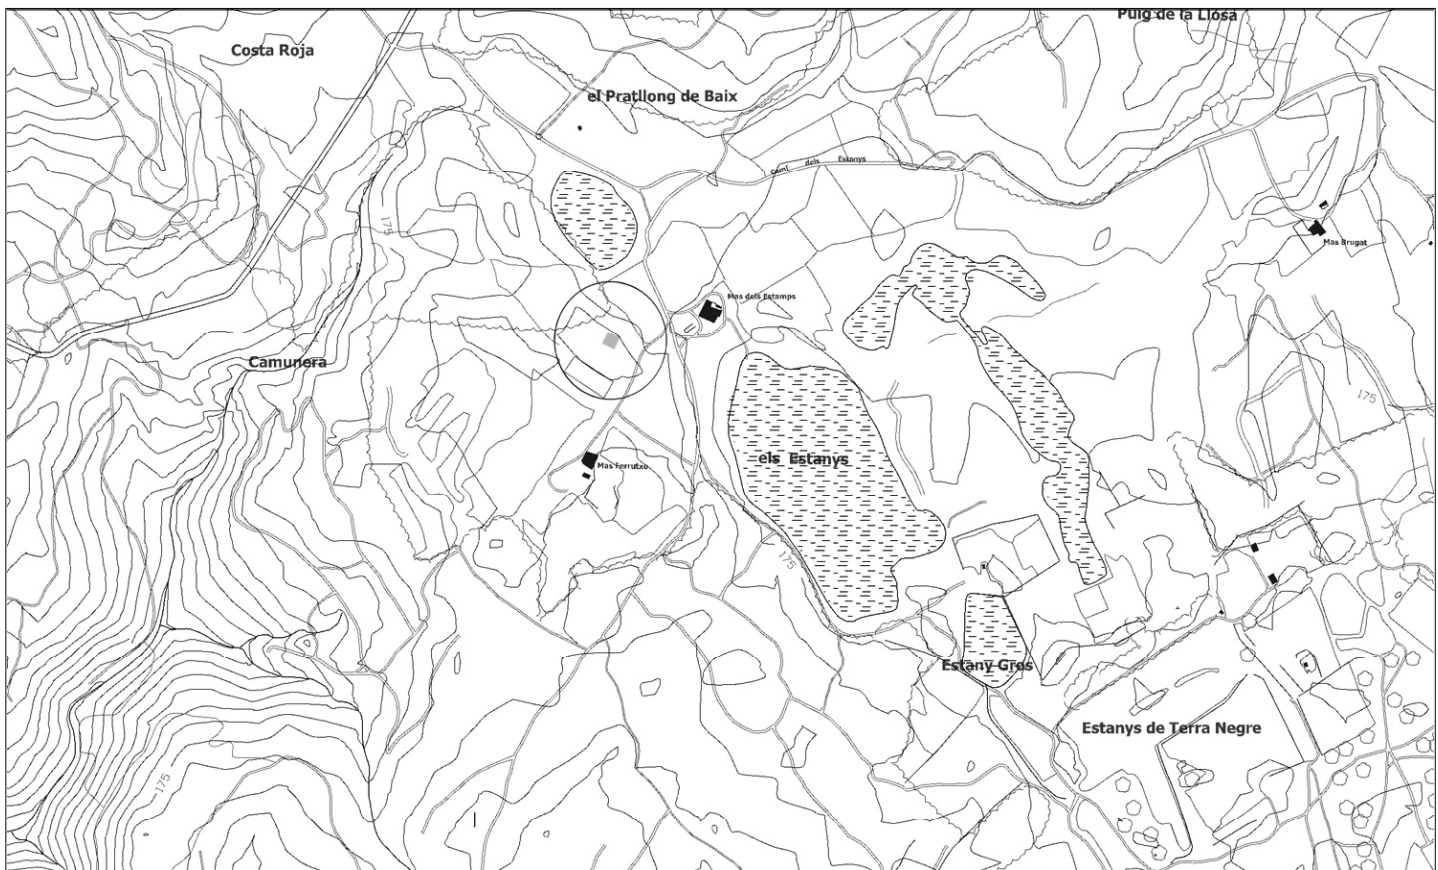 Puig de la Llosa
Costa Roja
el Pratllong de Baix
Camí dels Estanys
175
Mas Brugat
Mas dels Estamps
Camunera
175
els Estanys
Mas Ferrutxo
175
Estany Gros
Estanys de Terra Negre
175